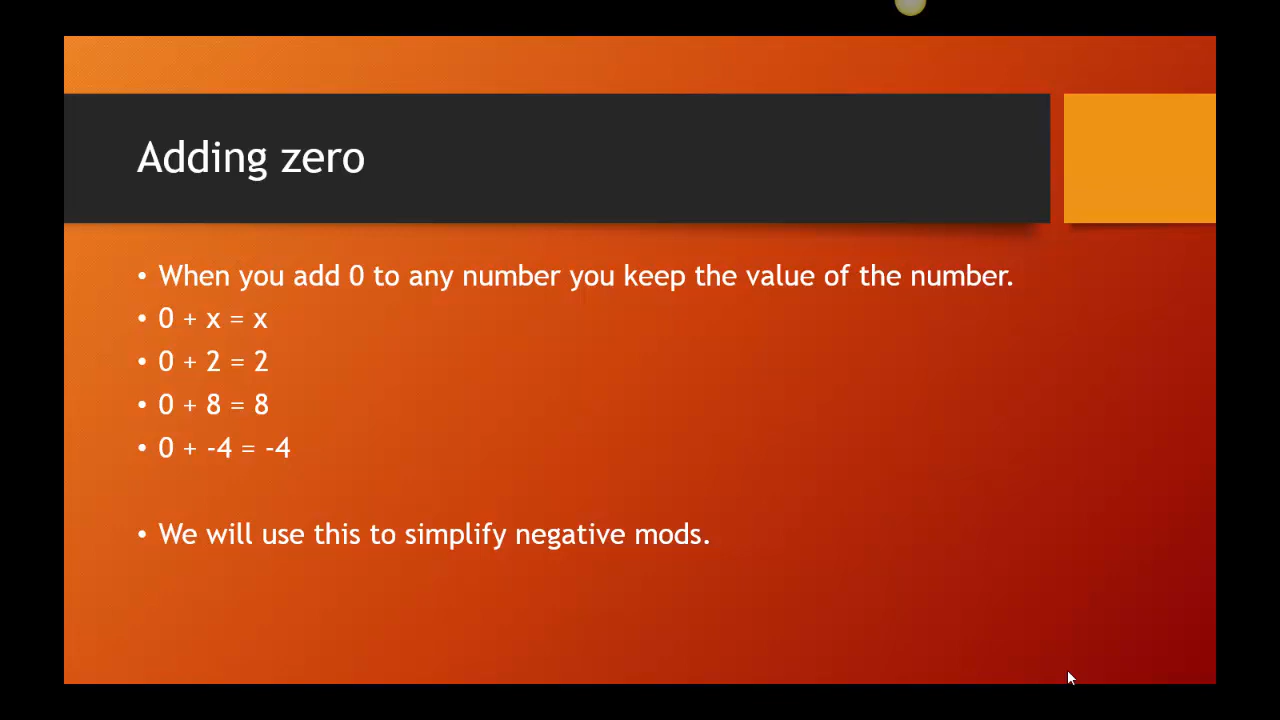 Adding zero
• When you add 0 to any number you keep the value of the number.
• 0 + x = x
• 0 + 2 = 2
• 0 + 8 = 8
• 0 + -4 = -4
• We will use this to simplify negative mods.